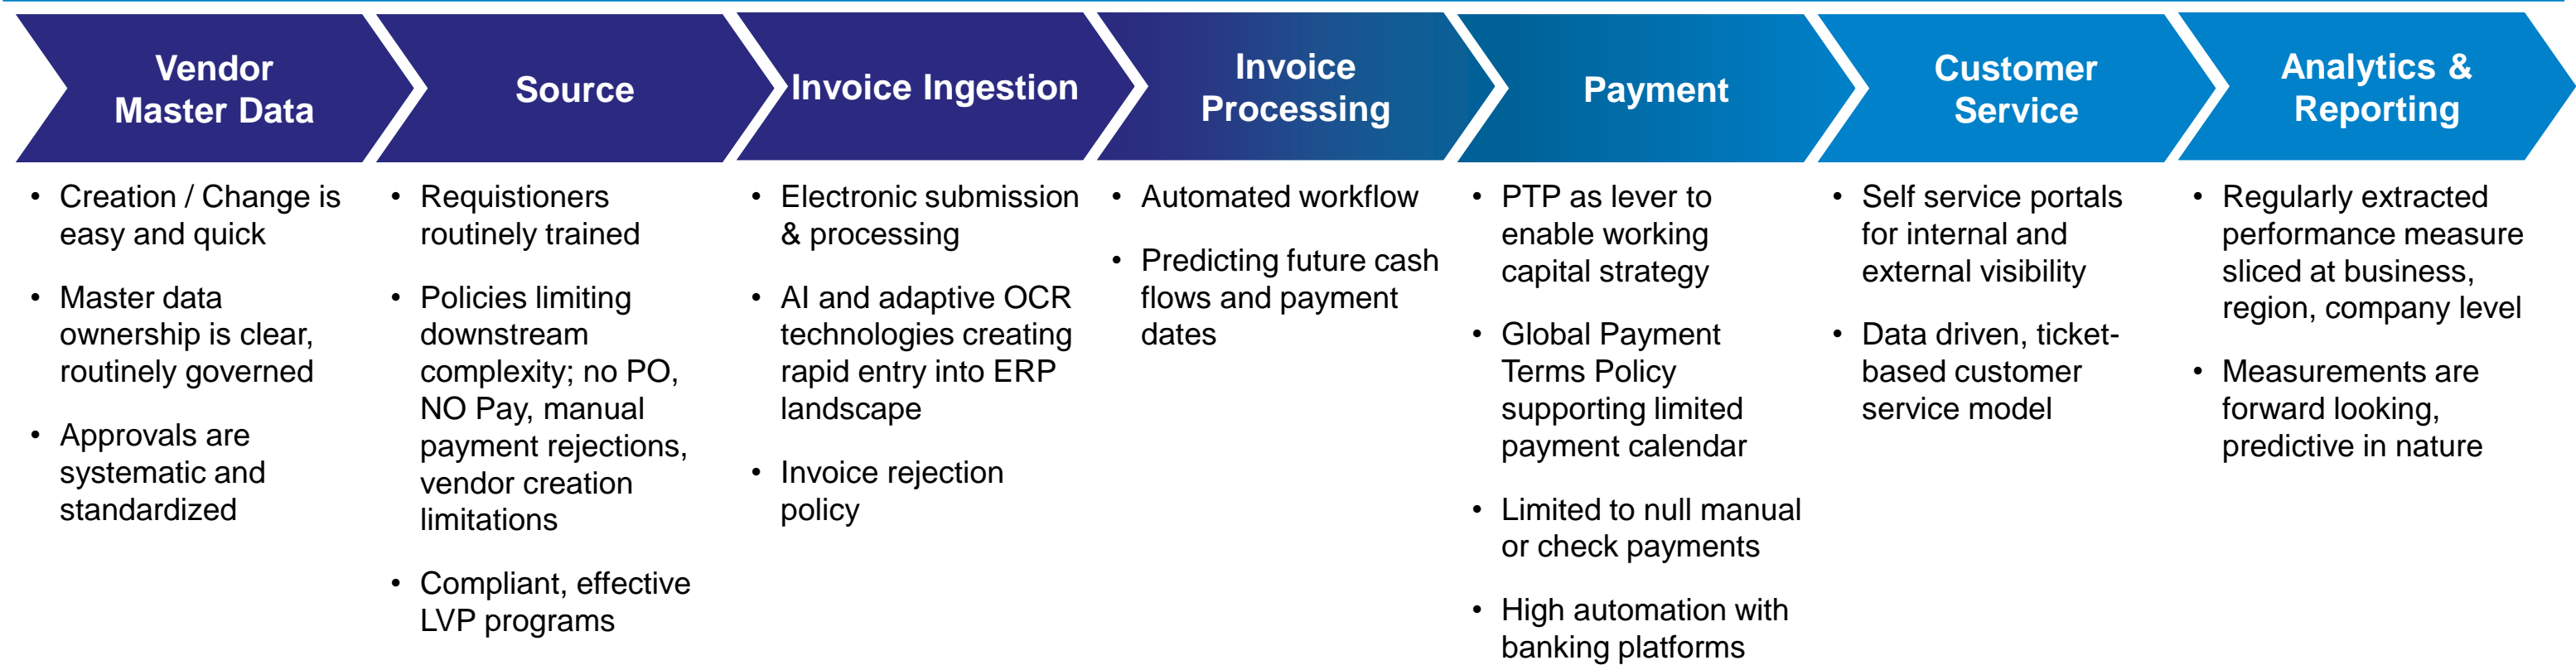 Vendor
Master Data
Source
Invoice Ingestion
Invoice
Processing
Payment
Customer
Service
Analytics &
Reporting
• Creation / Change is
easy and quick
• Master data
ownership is clear,
routinely governed
• Approvals are
systematic and
standardized
• Requistioners
routinely trained
• Policies limiting
downstream
complexity; no PO,
NO Pay, manual
payment rejections,
vendor creation
limitations
• Compliant, effective
LVP programs
• Electronic submission
& processing
• AI and adaptive OCR
technologies creating
rapid entry into ERP
landscape
• Invoice rejection
policy
• Automated workflow
• Predicting future cash
flows and payment
dates
• PTP as lever to
enable working
capital strategy
• Global Payment
Terms Policy
supporting limited
payment calendar
• Limited to null manual
or check payments
• High automation with
banking platforms
• Self service portals
for internal and
external visibility
• Data driven, ticket-
based customer
service model
• Regularly extracted
performance measure
sliced at business,
region, company level
• Measurements are
forward looking,
predictive in nature